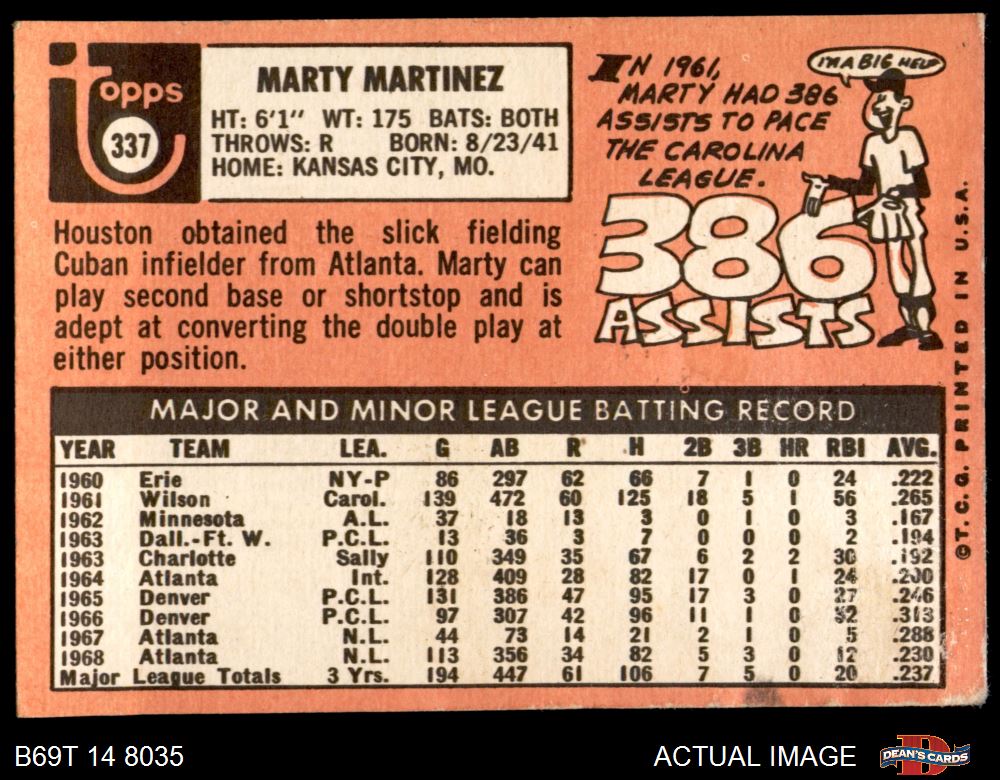 Topps
337
MARTY MARTINEZ
HT: 6'1" WT: 175 BATS: BOTH
THROWS: R BORN: 8/23/41
HOME: KANSAS CITY, MO.
Houston obtained the slick fielding
Cuban infielder from Atlanta. Marty can
play second base or shortstop and is
adept at converting the double play at
either position.
IN 1961,
MARTY HAD 386
ASSISTS TO PACE
THE CAROLINA
LEAGUE.
I'M A BIG HELP
386
ASSISTS
MAJOR AND MINOR LEAGUE BATTING RECORD
YEAR TEAM LEA. G AB R H 2B 3B HR RBI AVG.
1960 Erie NY-P 86 297 62 66 7 1 0 24 .222
1961 Wilson Carol. 139 472 60 125 18 5 1 56 .265
1962 Minnesota A.L. 37 18 13 3 0 1 0 3 .167
1963 Dall.-Ft. W. P.C.L. 13 36 3 7 0 0 0 2 .194
1963 Charlotte Sally 110 349 35 67 6 2 2 30 .192
1964 Atlanta Int. 128 409 28 82 17 0 1 24 .200
1965 Denver P.C.L. 131 386 47 95 17 3 0 27 .246
1966 Denver P.C.L. 97 307 42 96 11 1 0 32 .313
1967 Atlanta N.L. 44 73 14 21 2 1 0 5 .288
1968 Atlanta N.L. 113 356 34 82 5 3 0 12 .230
Major League Totals 3 Yrs. 194 447 61 106 7 5 0 20 .237
©T.C.G. PRINTED IN U.S.A.
B69T 14 8035
ACTUAL IMAGE
DEAN'S CARDS